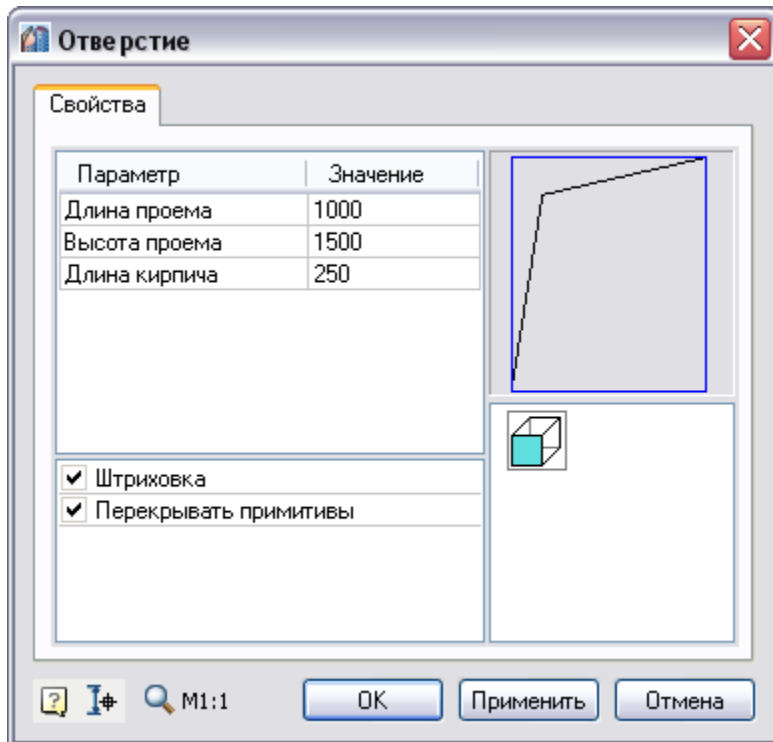 Отверстие
Свойства
Параметр Значение
Длина проема 1000
Высота проема 1500
Длина кирпича 250
Штриховка
Перекрывать примитивы
M1:1 OK Применить Отмена